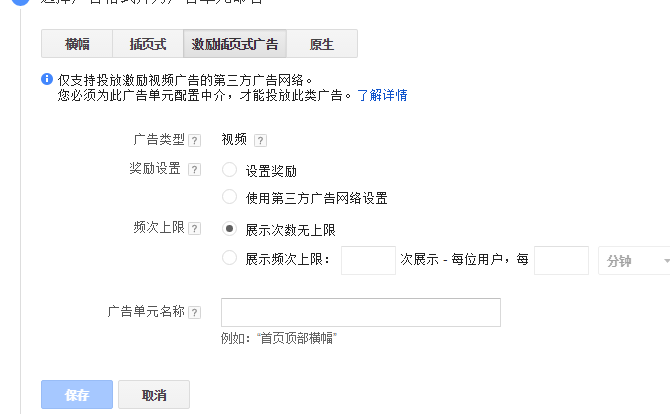 横幅 插页式 激励插页式广告 原生
仅支持投放激励视频广告的第三方广告网络。
您必须为此广告单元配置中介，才能投放此类广告。了解详情
广告类型 ? 视频 ?
奖励设置 ? 设置奖励
使用第三方广告网络设置
频次上限 ? 展示次数无上限
展示频次上限： 次展示 - 每位用户，每 分钟
广告单元名称 ?
例如：“首页顶部横幅”
保存 取消